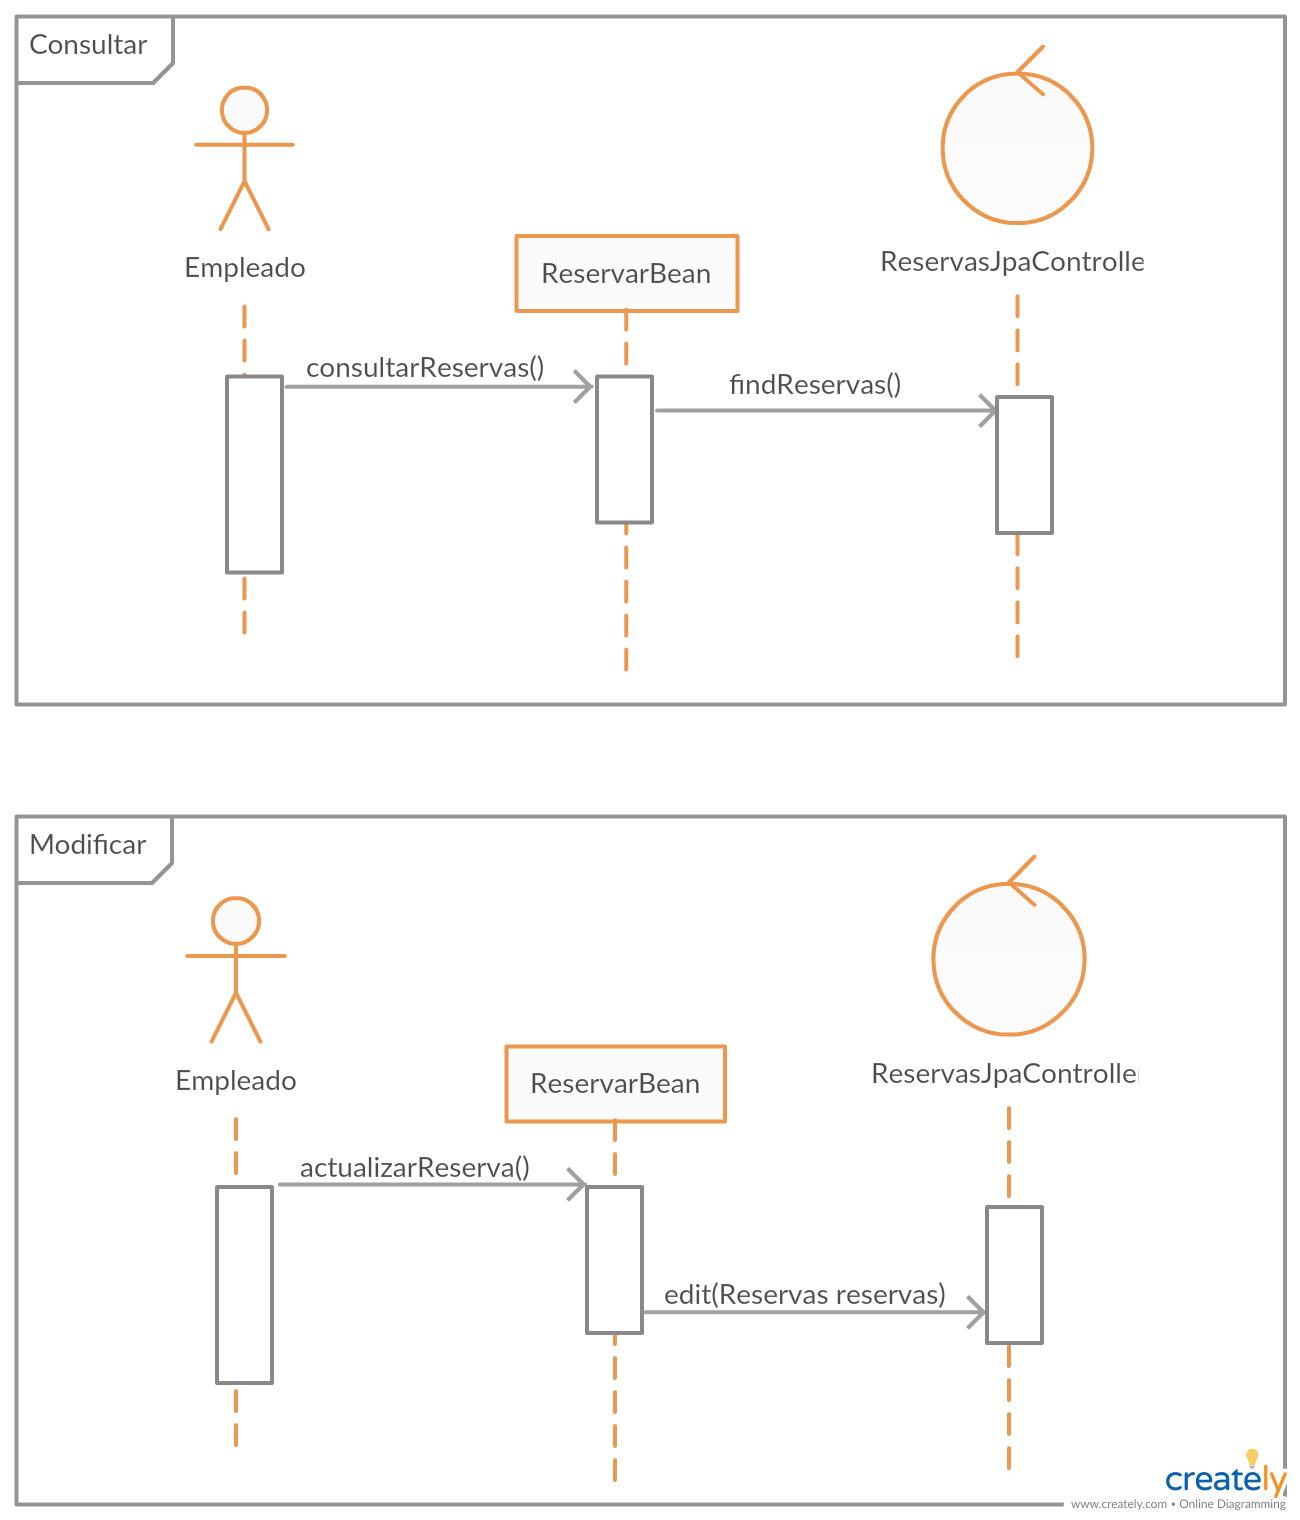 Consultar
Empleado
ReservarBean
ReservasJpaControlle
consultarReservas()
findReservas()
Modificar
Empleado
ReservarBean
ReservasJpaController
actualizarReserva()
edit(Reservas reservas)
creately
www.creately.com • Online Diagramming